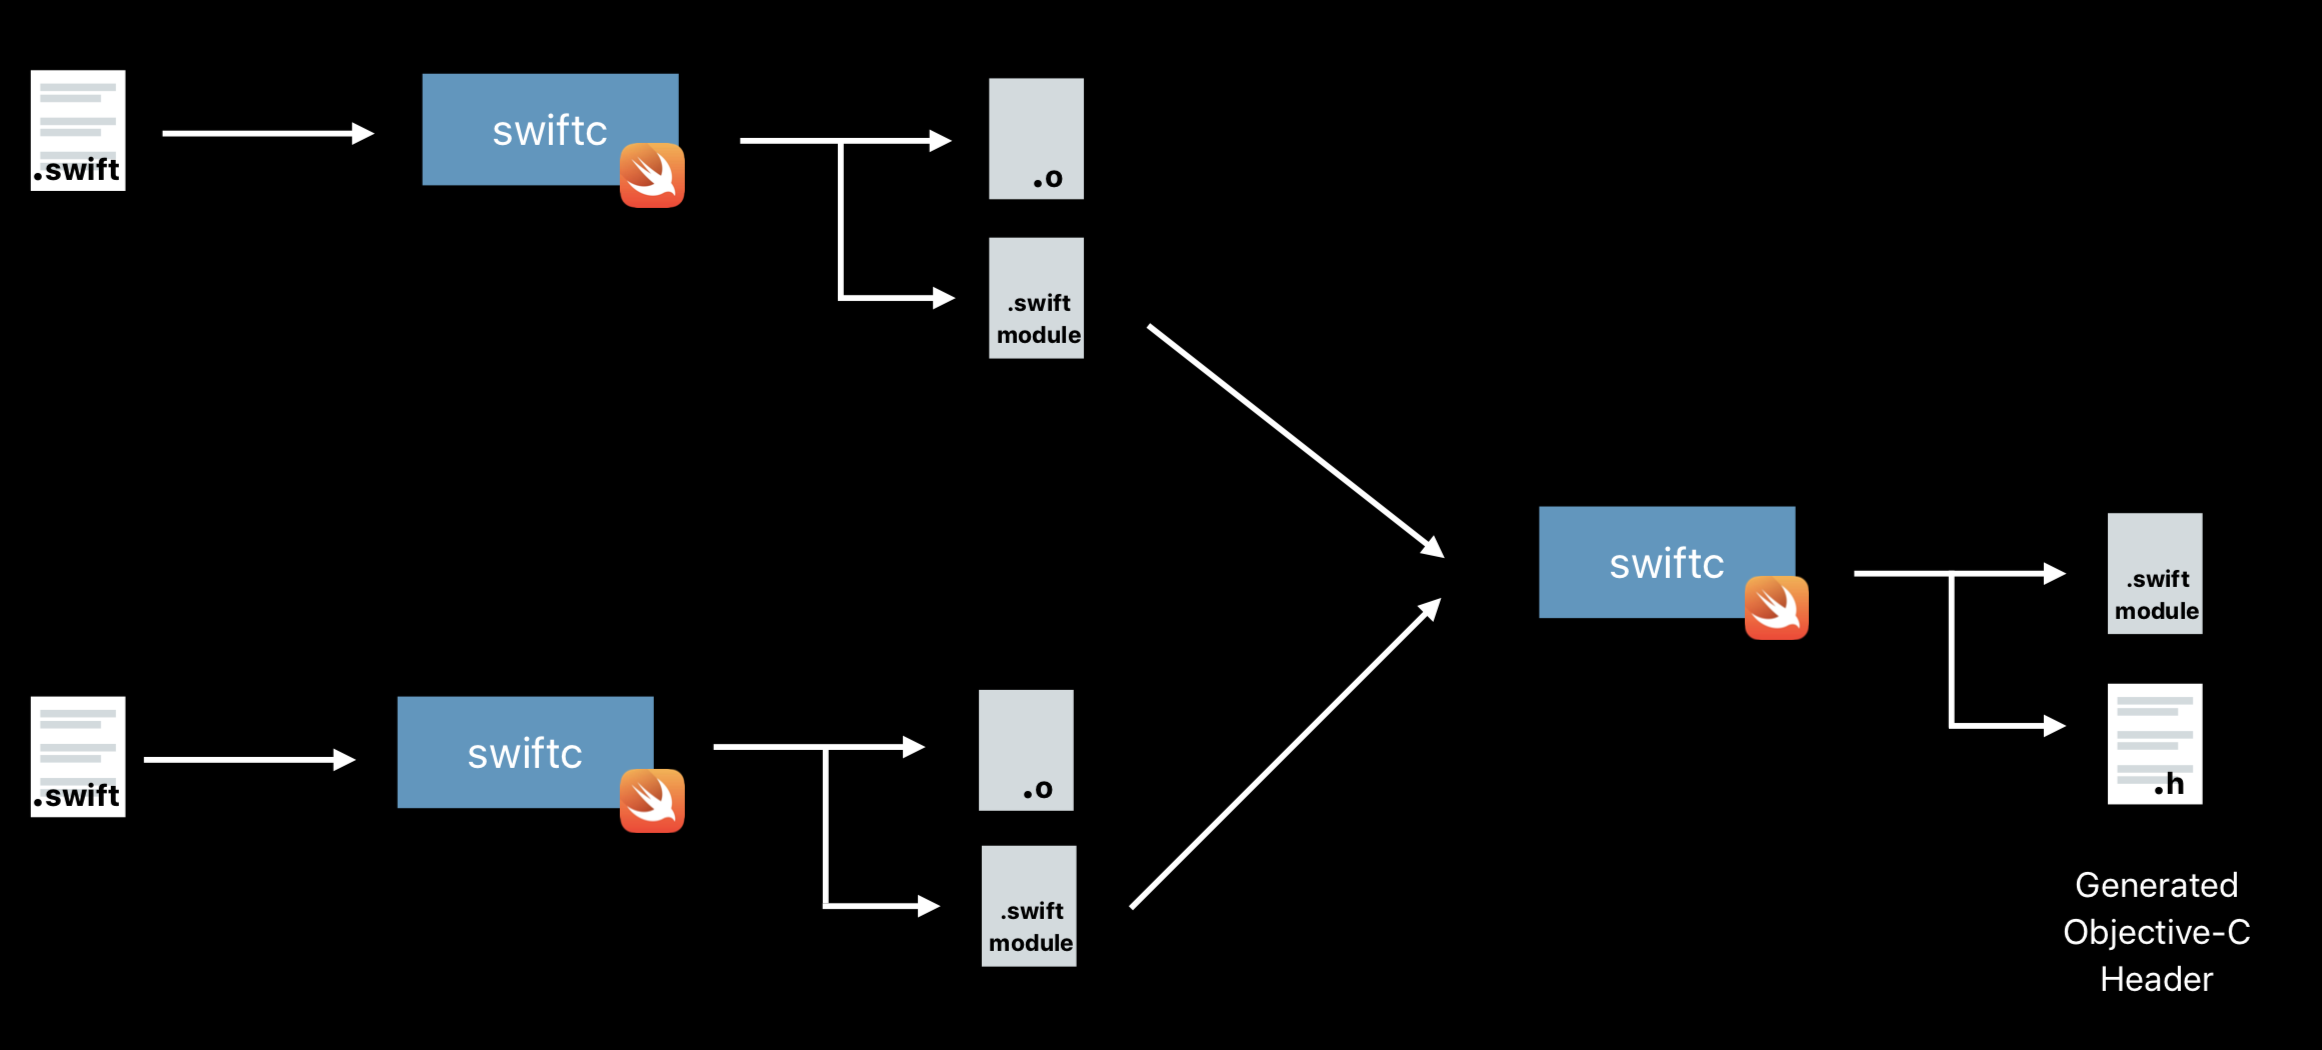 .swift
swiftc
.o
.swift
module
swiftc
.swift
module
.h
Generated
Objective-C
Header
.swift
swiftc
.o
.swift
module